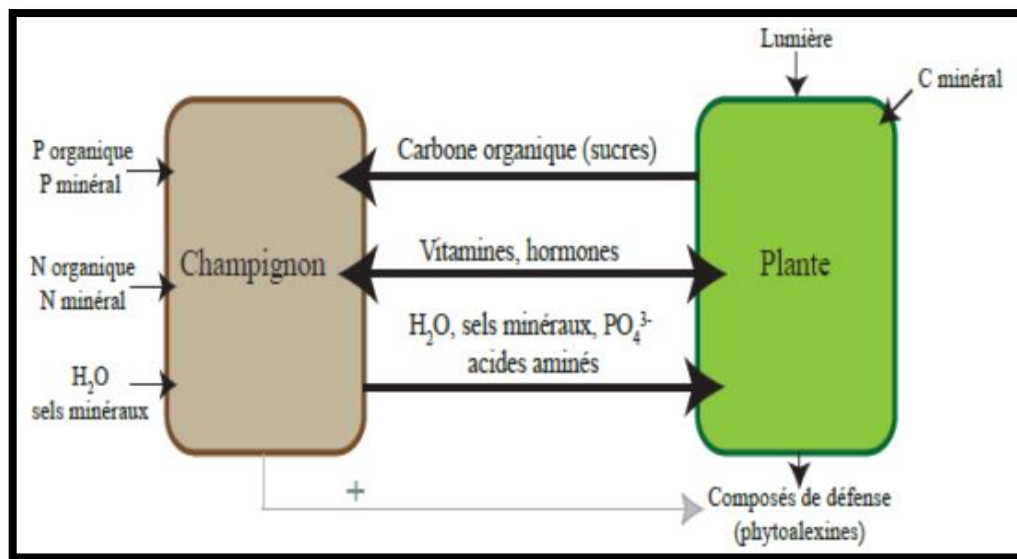 Lumière
C minéral
P organique
P minéral
Carbone organique (sucres)
N organique
N minéral
Champignon
Vitamines, hormones
Plante
H₂O, sels minéraux, PO₄³⁻
acides aminés
H₂O
sels minéraux
+
Composés de défense
(phytoalexines)